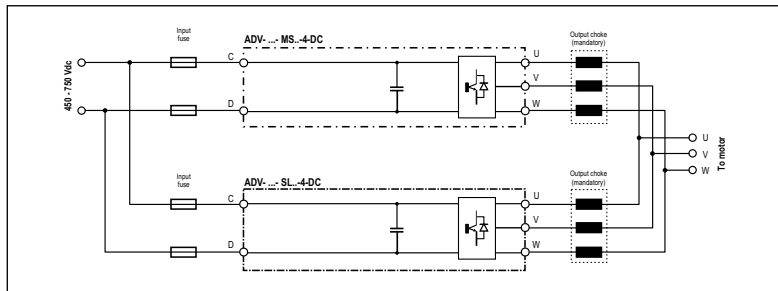 Input
fuse
ADV- ...- MS..-4-DC
Output choke
(mandatory)
C
U
V
D
W
450 - 750 Vdc
U
V
W
To motor
Input
fuse
ADV- ...- SL..-4-DC
Output choke
(mandatory)
C
U
V
D
W